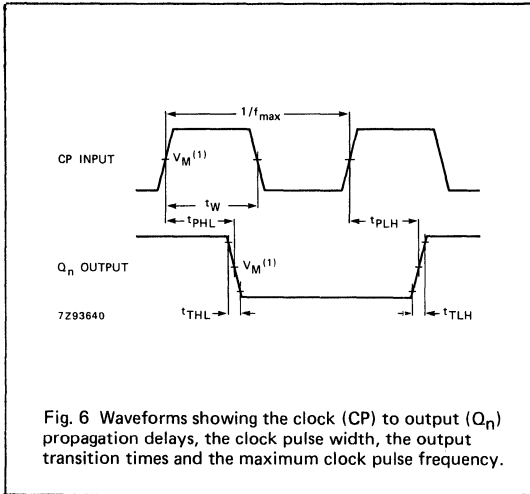 1/fmax
CP INPUT
VM(1)
tW
tPHL
tPLH
Qn OUTPUT
VM(1)
7Z93640
tTHL
tTLH
Fig. 6 Waveforms showing the clock (CP) to output (Qn)
propagation delays, the clock pulse width, the output
transition times and the maximum clock pulse frequency.